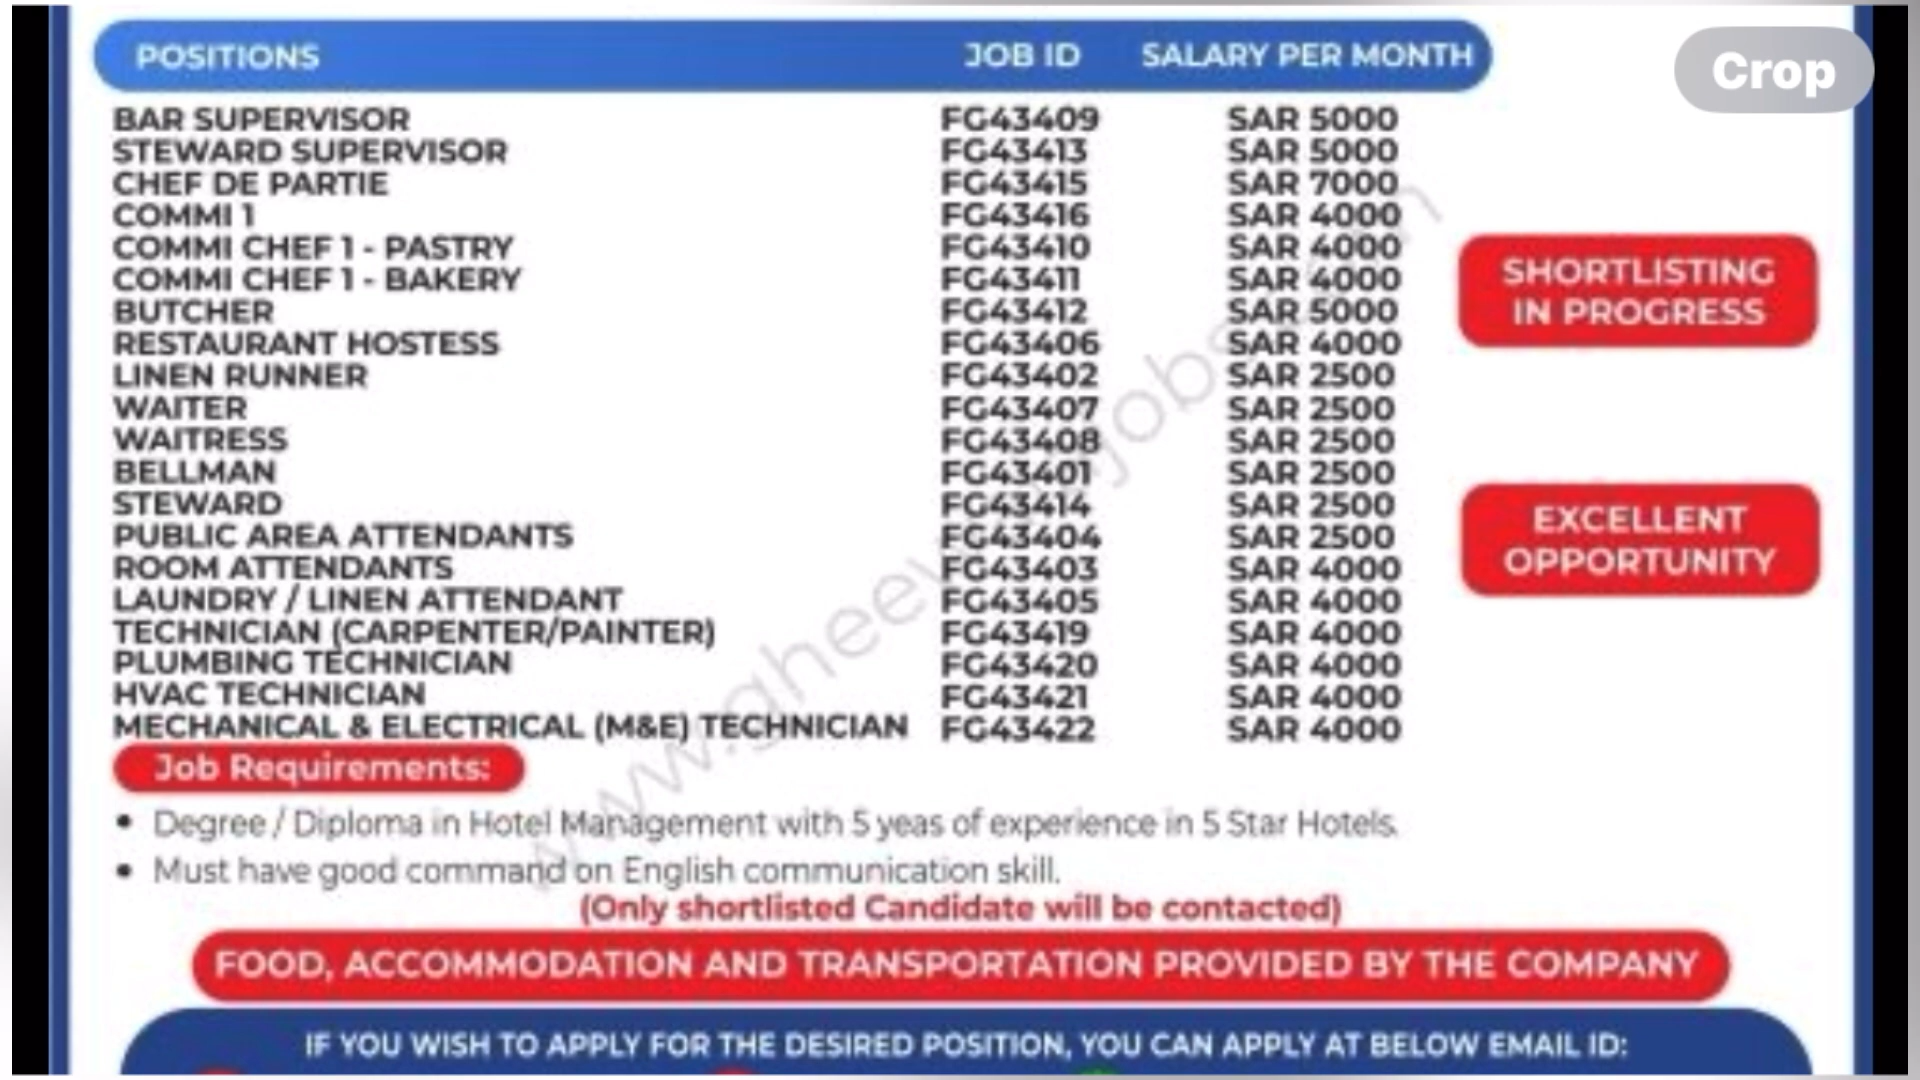 POSITIONS JOB ID SALARY PER MONTH
Crop
BAR SUPERVISOR FG43409 SAR 5000
STEWARD SUPERVISOR FG43413 SAR 5000
CHEF DE PARTIE FG43415 SAR 7000
COMMI 1 FG43416 SAR 4000
COMMI CHEF 1 - PASTRY FG43410 SAR 4000
COMMI CHEF 1 - BAKERY FG43411 SAR 4000
BUTCHER FG43412 SAR 5000
RESTAURANT HOSTESS FG43406 SAR 4000
LINEN RUNNER FG43402 SAR 2500
WAITER FG43407 SAR 2500
WAITRESS FG43408 SAR 2500
BELLMAN FG43401 SAR 2500
STEWARD FG43414 SAR 2500
PUBLIC AREA ATTENDANTS FG43404 SAR 2500
ROOM ATTENDANTS FG43403 SAR 4000
LAUNDRY / LINEN ATTENDANT FG43405 SAR 4000
TECHNICIAN (CARPENTER/PAINTER) FG43419 SAR 4000
PLUMBING TECHNICIAN FG43420 SAR 4000
HVAC TECHNICIAN FG43421 SAR 4000
MECHANICAL & ELECTRICAL (M&E) TECHNICIAN FG43422 SAR 4000
SHORTLISTING
IN PROGRESS
EXCELLENT
OPPORTUNITY
Job Requirements:
• Degree / Diploma in Hotel Management with 5 yeas of experience in 5 Star Hotels.
• Must have good command on English communication skill.
(Only shortlisted Candidate will be contacted)
FOOD, ACCOMMODATION AND TRANSPORTATION PROVIDED BY THE COMPANY
IF YOU WISH TO APPLY FOR THE DESIRED POSITION, YOU CAN APPLY AT BELOW EMAIL ID: